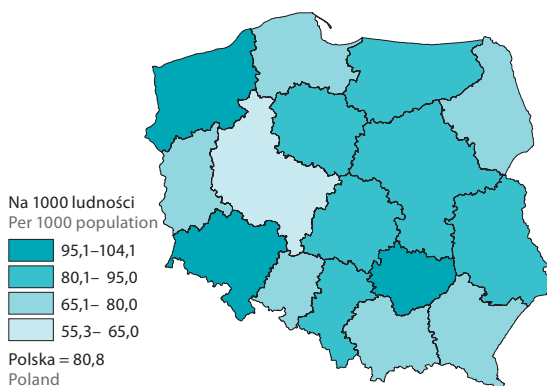 Na 1000 ludności
Per 1000 population
95,1–104,1
80,1– 95,0
65,1– 80,0
55,3– 65,0
Polska = 80,8
Poland